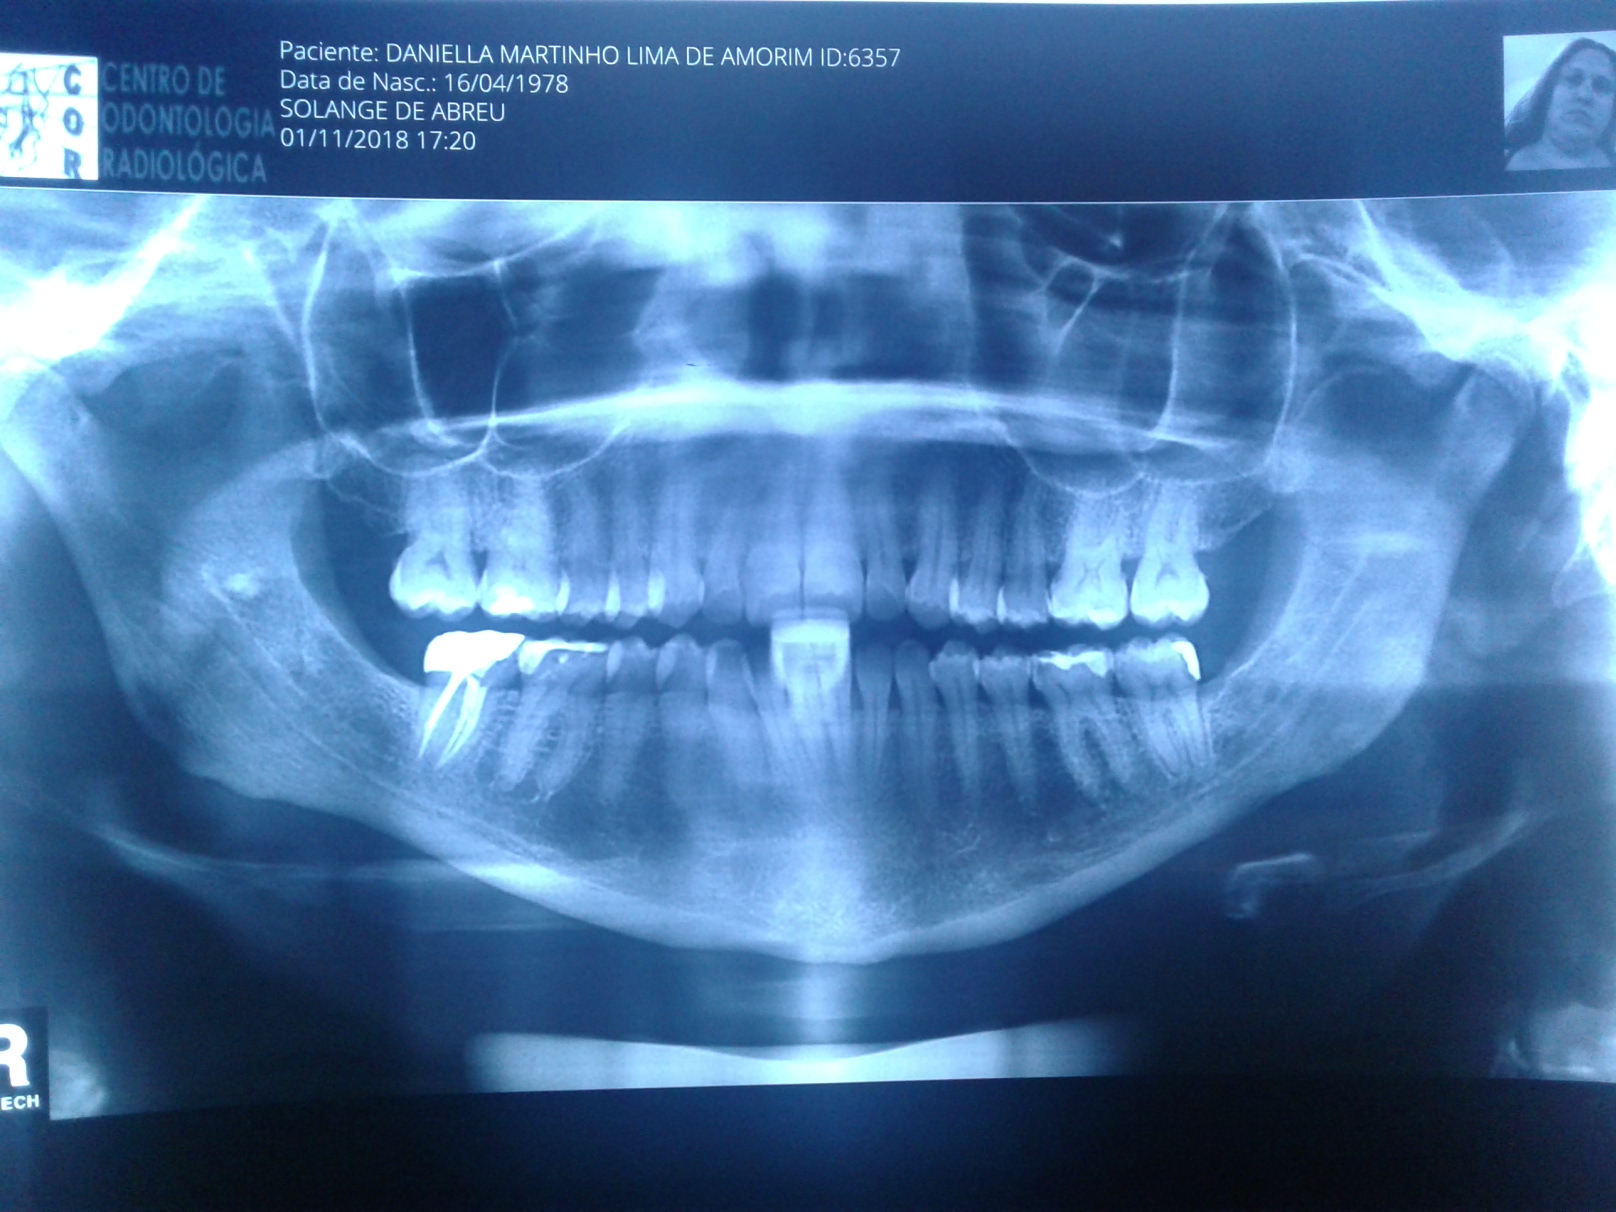 COR
CENTRO DE
ODONTOLOGIA
RADIOLÓGICA
Paciente: DANIELLA MARTINHO LIMA DE AMORIM ID:6357
Data de Nasc.: 16/04/1978
SOLANGE DE ABREU
01/11/2018 17:20
R
ECH